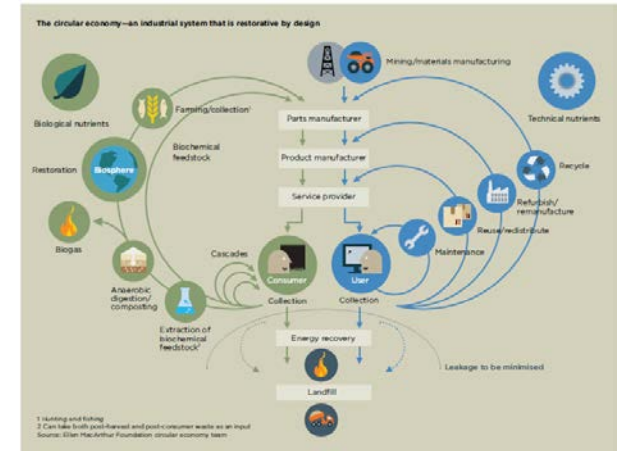 The circular economy—an industrial system that is restorative by design
Mining/materials manufacturing
Biological nutrients
Farming/collection¹
Technical nutrients
Parts manufacturer
Biochemical
feedstock
Product manufacturer
Restoration
Biosphere
Recycle
Service provider
Refurbish/
remanufacture
Reuse/redistribute
Biogas
Cascades
Maintenance
Consumer
User
Anaerobic
digestion/
composting
Collection
Collection
Extraction of
biochemical
feedstock²
Energy recovery
Leakage to be minimised
Landfill
1 Hunting and fishing
2 Can take both post-harvest and post-consumer waste as an input
Source: Ellen MacArthur Foundation circular economy team